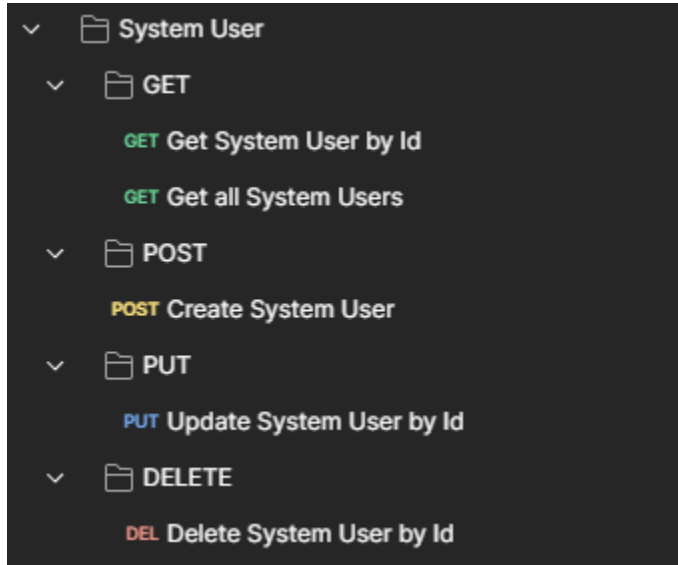 System User
GET
GET Get System User by Id
GET Get all System Users
POST
POST Create System User
PUT
PUT Update System User by Id
DELETE
DEL Delete System User by Id